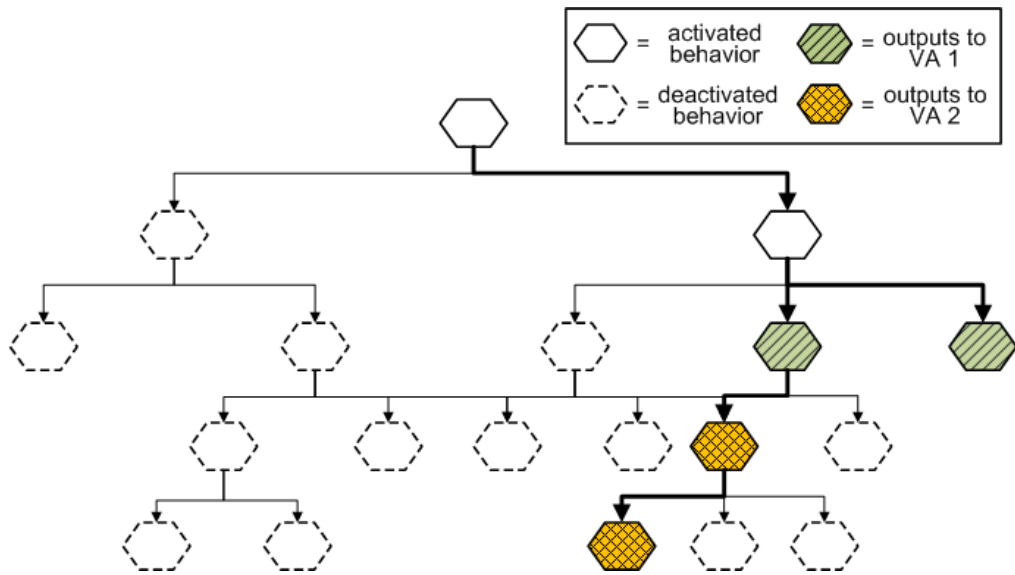 = activated behavior
= outputs to VA 1
= deactivated behavior
= outputs to VA 2